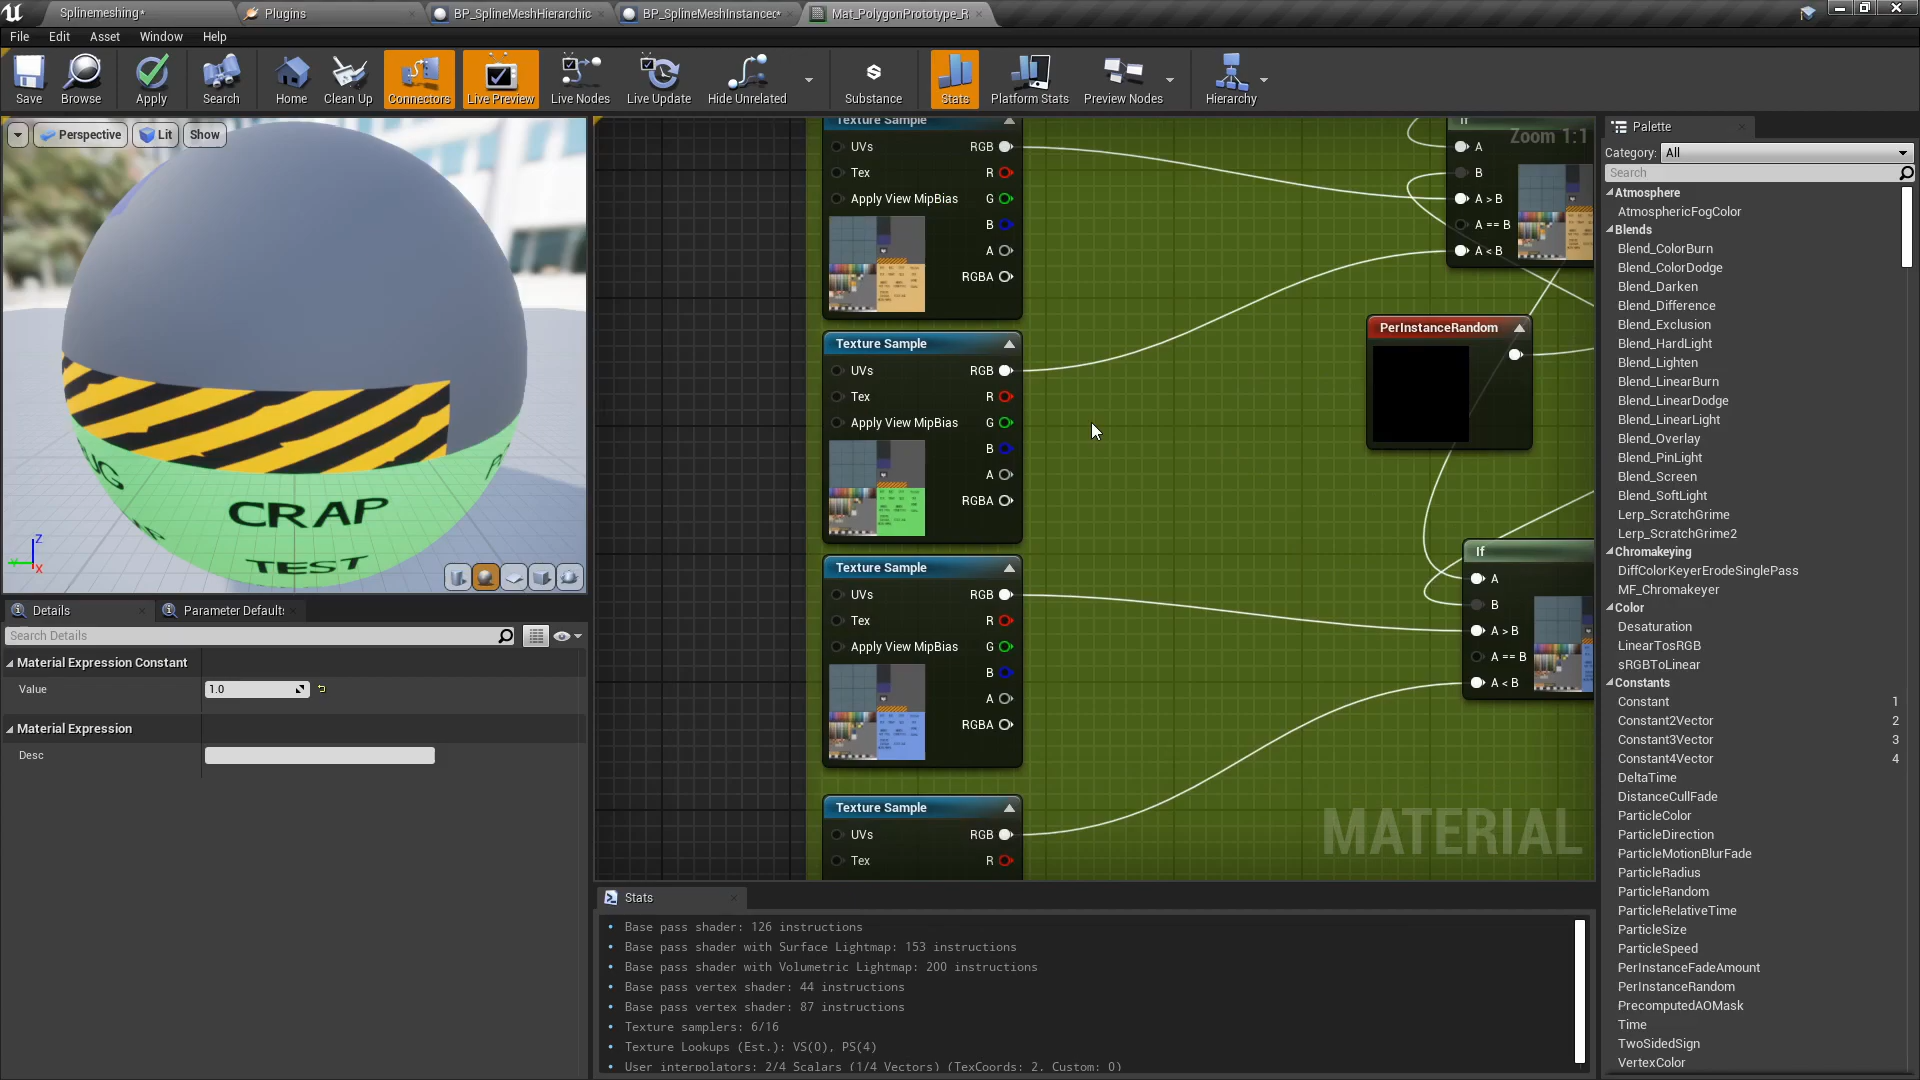 Splinemeshing*
Plugins
BP_SplineMeshHierarchic
BP_SplineMeshInstancec*
Mat_PolygonPrototype_R
File
Edit
Asset
Window
Help
Save
Browse
Apply
Search
Home
Clean Up
Connectors
Live Preview
Live Nodes
Live Update
Hide Unrelated
Substance
Stats
Platform Stats
Preview Nodes
Hierarchy
Perspective
Lit
Show
CRAP
TEST
Z
Y
X
Details
Parameter Default:
Search Details
Material Expression Constant
Value
1.0
Material Expression
Desc
Texture Sample
UVs
RGB
Tex
R
Apply View MipBias
G
B
A
RGBA
Texture Sample
UVs
RGB
Tex
R
Apply View MipBias
G
B
A
RGBA
Texture Sample
UVs
RGB
Tex
R
Apply View MipBias
G
B
A
RGBA
Texture Sample
UVs
RGB
Tex
R
If
Zoom 1:1
A
B
A > B
A == B
A < B
PerInstanceRandom
If
A
B
A > B
A == B
A < B
MATERIAL
Stats
Base pass shader: 126 instructions
Base pass shader with Surface Lightmap: 153 instructions
Base pass shader with Volumetric Lightmap: 200 instructions
Base pass vertex shader: 44 instructions
Base pass vertex shader: 87 instructions
Texture samplers: 6/16
Texture Lookups (Est.): VS(0), PS(4)
User interpolators: 2/4 Scalars (1/4 Vectors) (TexCoords: 2, Custom: 0)
Palette
Category: All
Search
Atmosphere
AtmosphericFogColor
Blends
Blend_ColorBurn
Blend_ColorDodge
Blend_Darken
Blend_Difference
Blend_Exclusion
Blend_HardLight
Blend_Lighten
Blend_LinearBurn
Blend_LinearDodge
Blend_LinearLight
Blend_Overlay
Blend_PinLight
Blend_Screen
Blend_SoftLight
Lerp_ScratchGrime
Lerp_ScratchGrime2
Chromakeying
DiffColorKeyerErodeSinglePass
MF_Chromakeyer
Color
Desaturation
LinearTosRGB
sRGBToLinear
Constants
Constant 1
Constant2Vector 2
Constant3Vector 3
Constant4Vector 4
DeltaTime
DistanceCullFade
ParticleColor
ParticleDirection
ParticleMotionBlurFade
ParticleRadius
ParticleRandom
ParticleRelativeTime
ParticleSize
ParticleSpeed
PerInstanceFadeAmount
PerInstanceRandom
PrecomputedAOMask
Time
TwoSidedSign
VertexColor